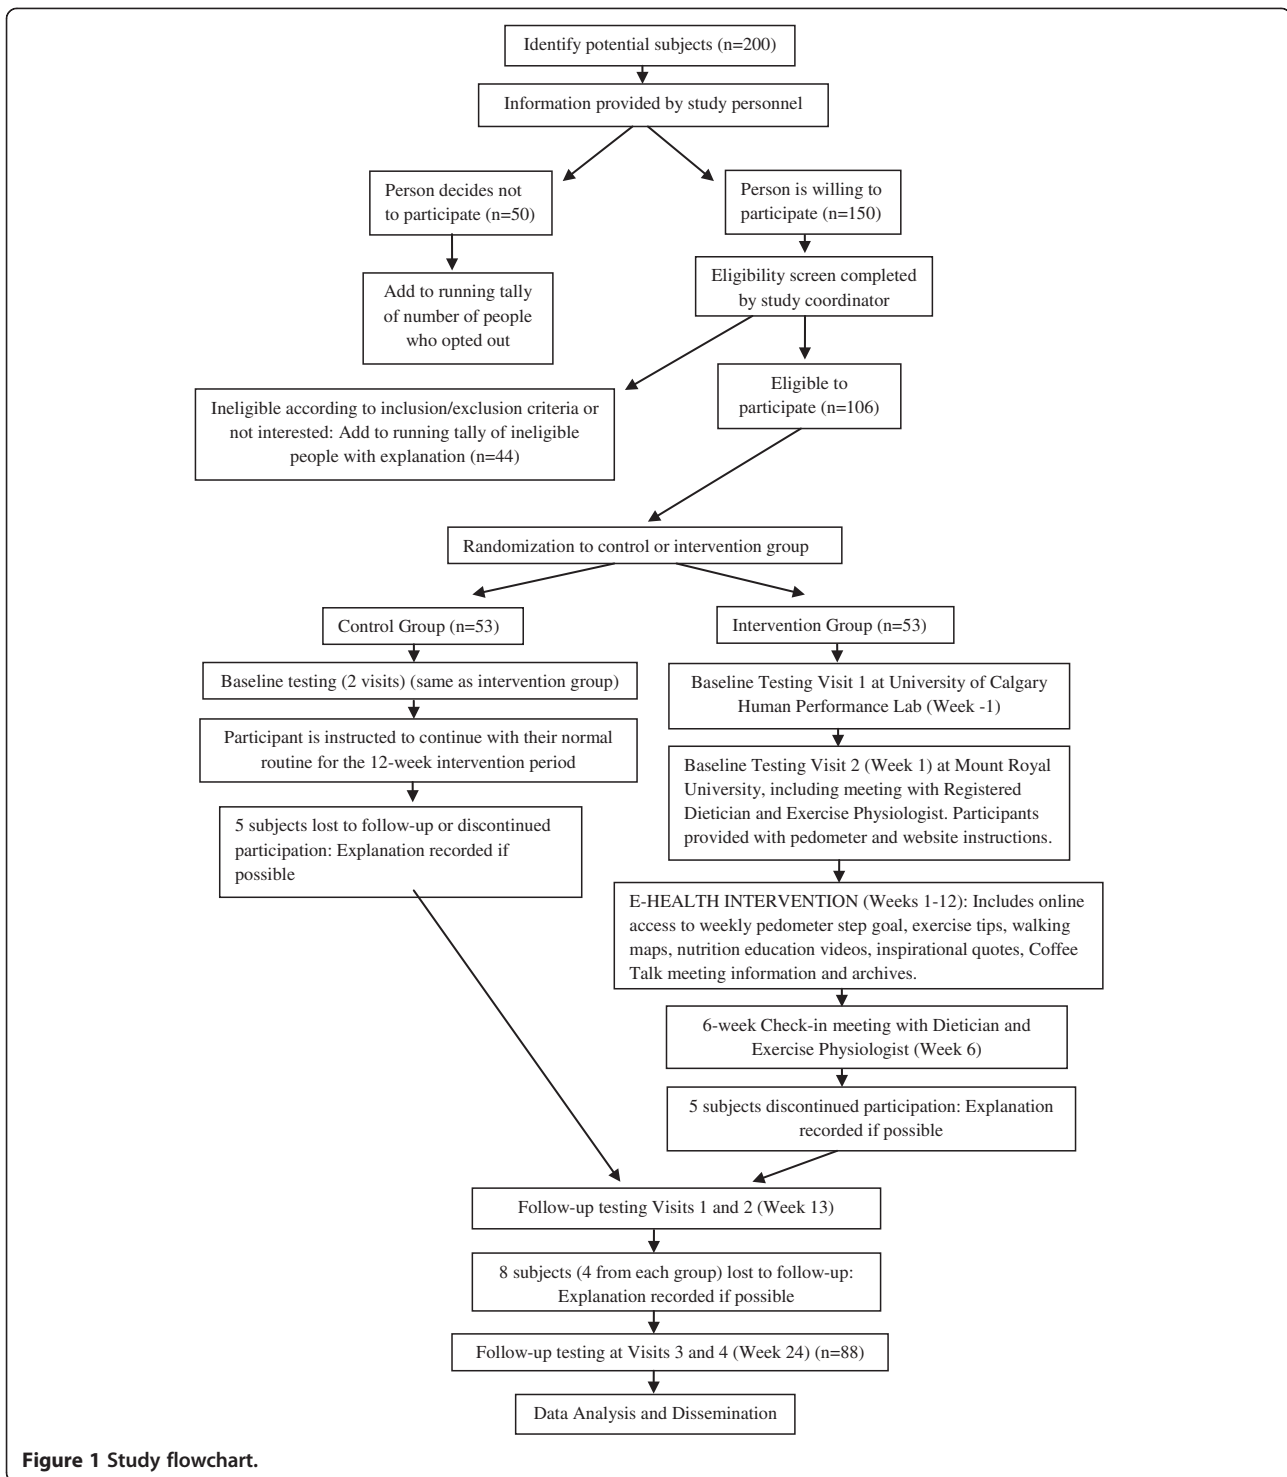 Identify potential subjects (n=200)
Information provided by study personnel
Person decides not
to participate (n=50)
Person is willing to
participate (n=150)
Add to running tally
of number of people
who opted out
Eligibility screen completed
by study coordinator
Ineligible according to inclusion/exclusion criteria or
not interested: Add to running tally of ineligible
people with explanation (n=44)
Eligible to
participate (n=106)
Randomization to control or intervention group
Control Group (n=53)
Baseline testing (2 visits) (same as intervention group)
Participant is instructed to continue with their normal
routine for the 12-week intervention period
5 subjects lost to follow-up or discontinued
participation: Explanation recorded if
possible
Intervention Group (n=53)
Baseline Testing Visit 1 at University of Calgary
Human Performance Lab (Week -1)
Baseline Testing Visit 2 (Week 1) at Mount Royal
University, including meeting with Registered
Dietician and Exercise Physiologist. Participants
provided with pedometer and website instructions.
E-HEALTH INTERVENTION (Weeks 1-12): Includes online
access to weekly pedometer step goal, exercise tips, walking
maps, nutrition education videos, inspirational quotes, Coffee
Talk meeting information and archives.
6-week Check-in meeting with Dietician and
Exercise Physiologist (Week 6)
5 subjects discontinued participation: Explanation
recorded if possible
Follow-up testing Visits 1 and 2 (Week 13)
8 subjects (4 from each group) lost to follow-up:
Explanation recorded if possible
Follow-up testing at Visits 3 and 4 (Week 24) (n=88)
Data Analysis and Dissemination
Figure 1 Study flowchart.